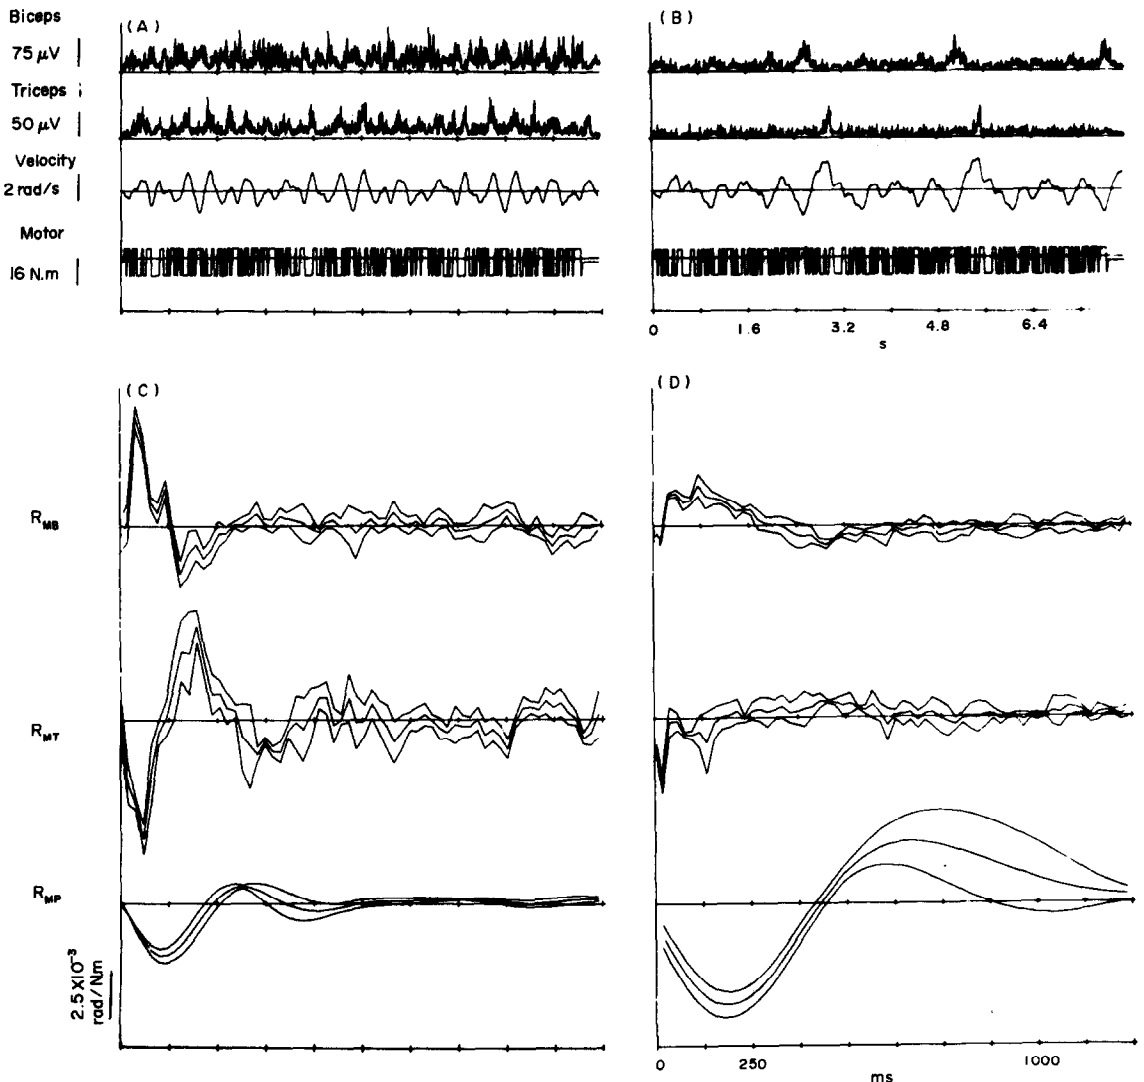 Biceps
75 μV
Triceps
50 μV
Velocity
2 rad/s
Motor
16 N.m
(A)
(B)
0 1.6 3.2 4.8 6.4
s
(C)
(D)
R_MB
R_MT
R_MP
2.5 X10⁻³
rad/Nm
0 250 1000
ms